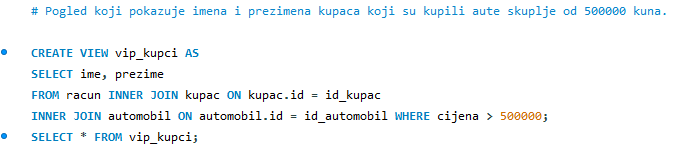 # Pogled koji pokazuje imena i prezimena kupaca koji su kupili aute skuplje od 500000 kuna.
CREATE VIEW vip_kupci AS
SELECT ime, prezime
FROM racun INNER JOIN kupac ON kupac.id = id_kupac
INNER JOIN automobil ON automobil.id = id_automobil WHERE cijena > 500000;
SELECT * FROM vip_kupci;